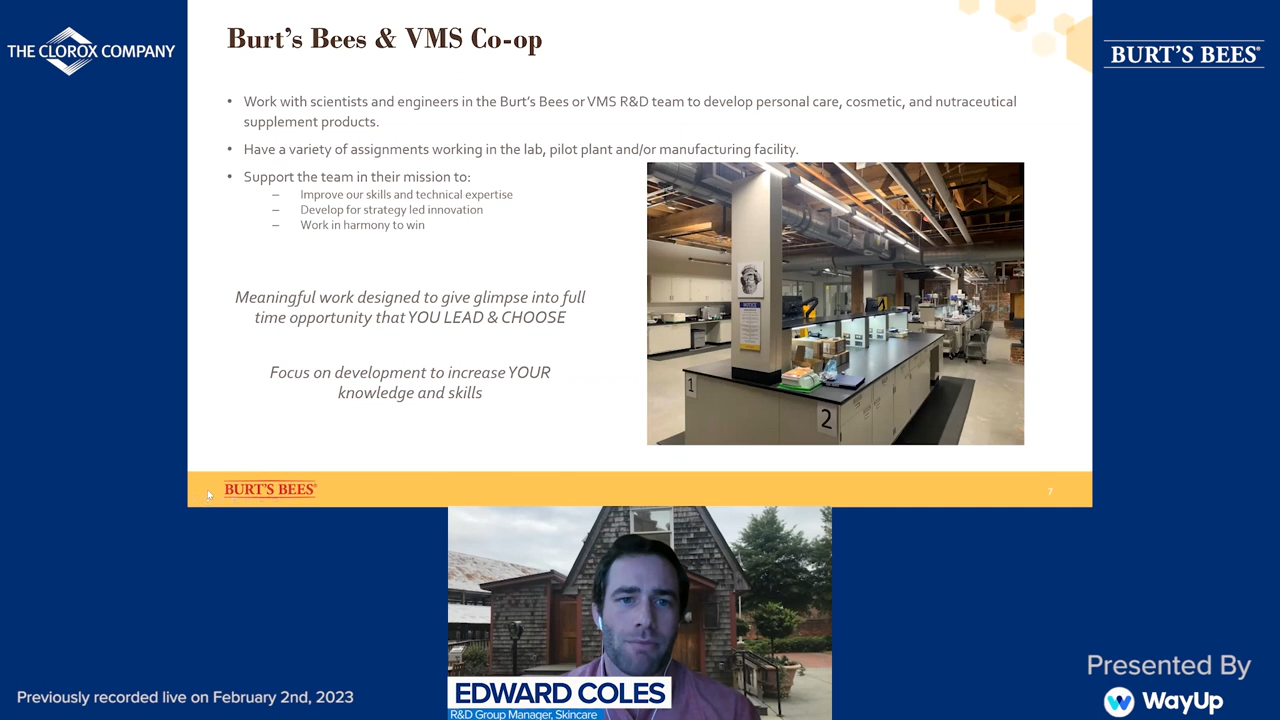 THE CLOROX COMPANY
Burt's Bees & VMS Co-op
BURT'S BEES®
• Work with scientists and engineers in the Burt's Bees or VMS R&D team to develop personal care, cosmetic, and nutraceutical
supplement products.
• Have a variety of assignments working in the lab, pilot plant and/or manufacturing facility.
• Support the team in their mission to:
– Improve our skills and technical expertise
– Develop for strategy led innovation
– Work in harmony to win
Meaningful work designed to give glimpse into full
time opportunity that YOU LEAD & CHOOSE
Focus on development to increase YOUR
knowledge and skills
NOTICE
1
2
BURT'S BEES®
7
EDWARD COLES
R&D Group Manager, Skincare
Previously recorded live on February 2nd, 2023
Presented By
WayUp